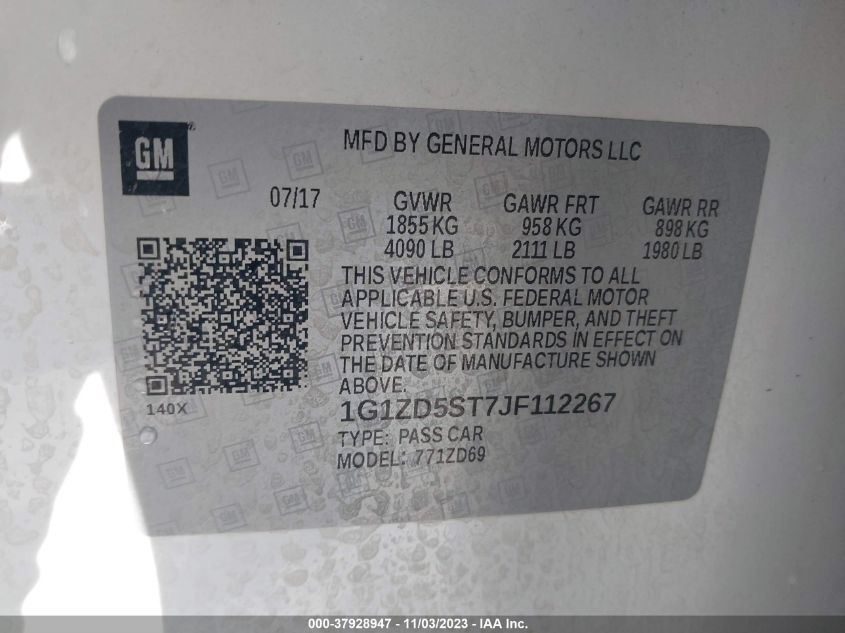 GM
MFD BY GENERAL MOTORS LLC
07/17 GVWR GAWR FRT GAWR RR
1855 KG 958 KG 898 KG
4090 LB 2111 LB 1980 LB
THIS VEHICLE CONFORMS TO ALL
APPLICABLE U.S. FEDERAL MOTOR
VEHICLE SAFETY, BUMPER, AND THEFT
PREVENTION STANDARDS IN EFFECT ON
THE DATE OF MANUFACTURE SHOWN
ABOVE.
140X
1G1ZD5ST7JF112267
TYPE: PASS CAR
MODEL: 771ZD69
000-37928947 - 11/03/2023 - IAA Inc.